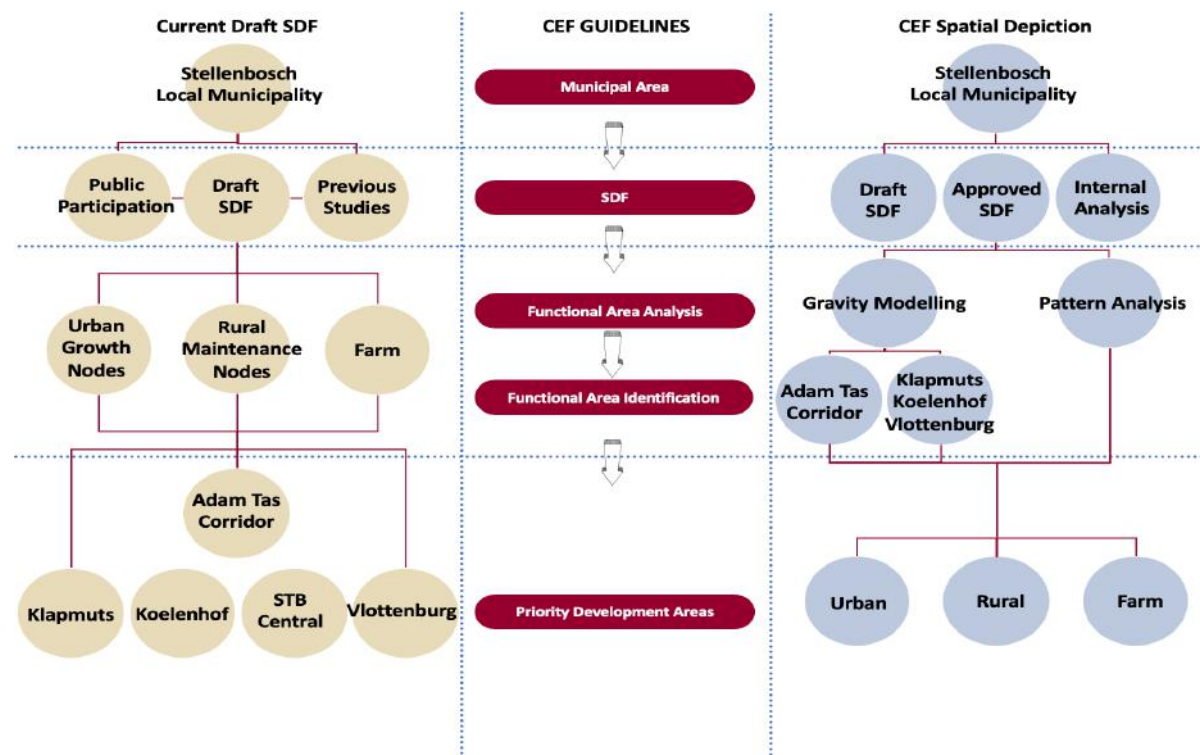 Current Draft SDF
Stellenbosch
Local Municipality
Public
Participation
Draft
SDF
Previous
Studies
Urban
Growth
Nodes
Rural
Maintenance
Nodes
Farm
Adam Tas
Corridor
Klapmuts
Koelenhof
STB
Central
Vlottenburg
CEF GUIDELINES
Municipal Area
SDF
Functional Area Analysis
Functional Area Identification
Priority Development Areas
CEF Spatial Depiction
Stellenbosch
Local Municipality
Draft
SDF
Approved
SDF
Internal
Analysis
Gravity Modelling
Pattern Analysis
Adam Tas
Corridor
Klapmuts
Koelenhof
Vlottenburg
Urban
Rural
Farm